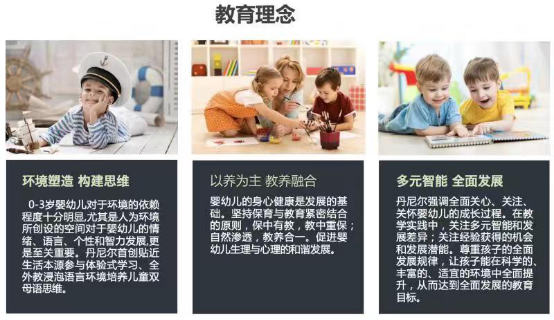 教育理念
环境塑造 构建思维
0-3岁婴幼儿对于环境的依赖
程度十分明显,尤其是人为环境
所创设的空间对于婴幼儿的情
绪、语言、个性和智力发展,更
是至关重要。丹尼尔首创贴近
生活本源参与体验式学习、全
外教浸泡语言环境培养儿童双
母语思维。
以养为主 教养融合
婴幼儿的身心健康是发展的基
础。坚持保育与教育紧密结合
的原则，保中有教，教中重保；
自然渗透，教养合一。促进婴
幼儿生理与心理的和谐发展。
多元智能 全面发展
丹尼尔强调全面关心、关注、
关怀婴幼儿的成长过程。在教
学实践中，关注多元智能和发
展差异；关注经验获得的机会
和发展潜能。尊重孩子的全面
发展规律，让孩子能在科学的、
丰富的、适宜的环境中全面提
升，从而达到全面发展的教育
目标。